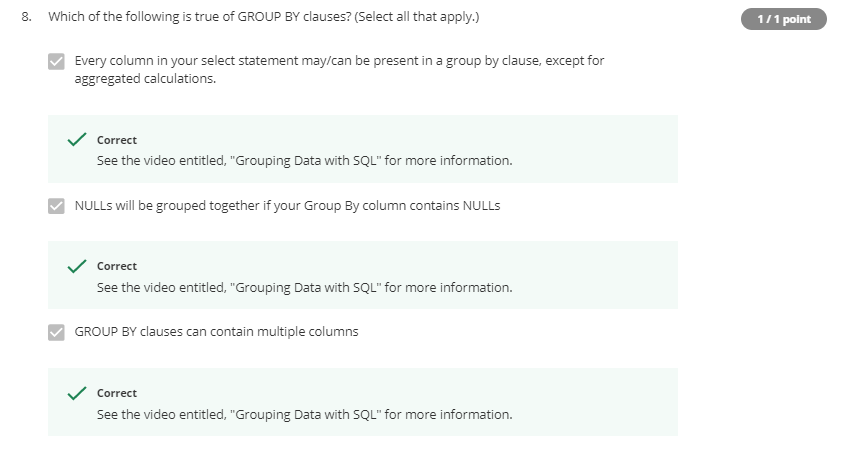 8. Which of the following is true of GROUP BY clauses? (Select all that apply.)
1 / 1 point
Every column in your select statement may/can be present in a group by clause, except for
aggregated calculations.
Correct
See the video entitled, "Grouping Data with SQL" for more information.
NULLs will be grouped together if your Group By column contains NULLs
Correct
See the video entitled, "Grouping Data with SQL" for more information.
GROUP BY clauses can contain multiple columns
Correct
See the video entitled, "Grouping Data with SQL" for more information.